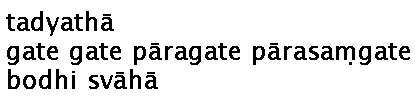 tadyathā
gate gate pāragate pārasaṃgate
bodhi svāhā